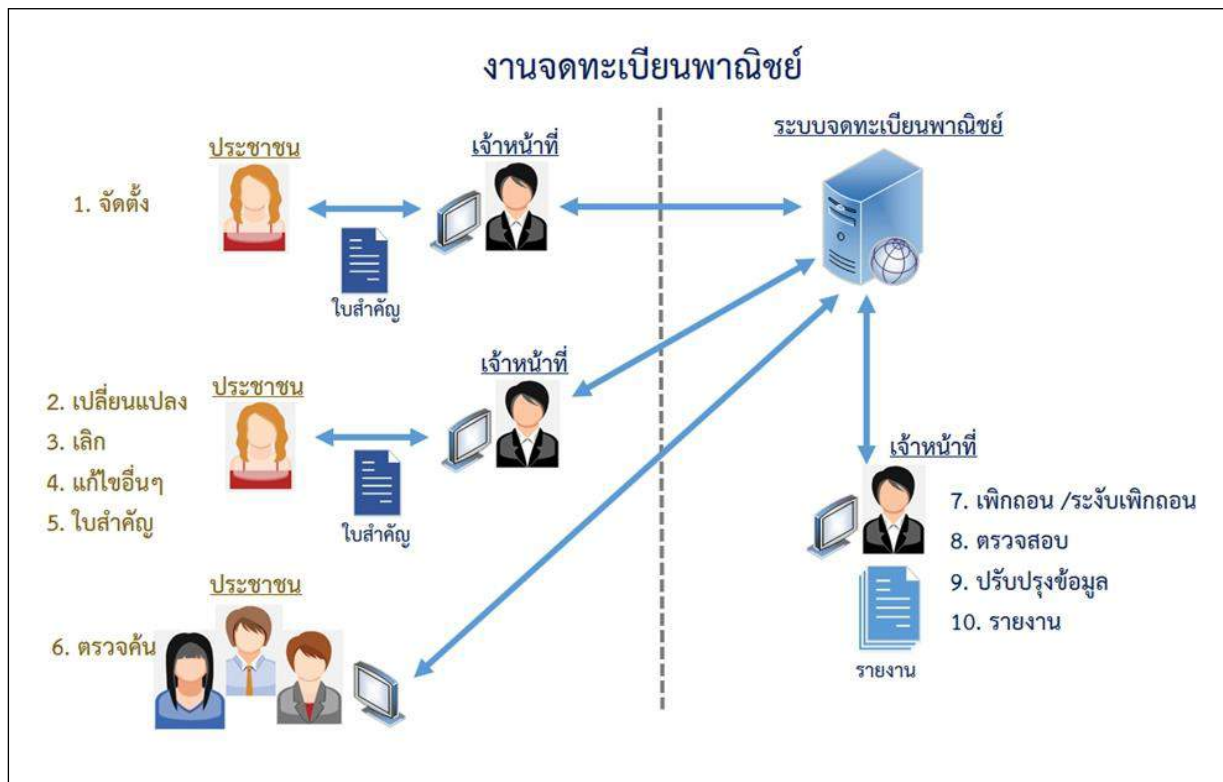 งานจดทะเบียนพาณิชย์
ระบบจดทะเบียนพาณิชย์
ประชาชน
เจ้าหน้าที่
1. จัดตั้ง
ใบสำคัญ
ประชาชน
เจ้าหน้าที่
2. เปลี่ยนแปลง
3. เลิก
4. แก้ไขอื่นๆ
5. ใบสำคัญ
ใบสำคัญ
ประชาชน
6. ตรวจค้น
เจ้าหน้าที่
7. เพิกถอน /ระงับเพิกถอน
8. ตรวจสอบ
9. ปรับปรุงข้อมูล
10. รายงาน
รายงาน